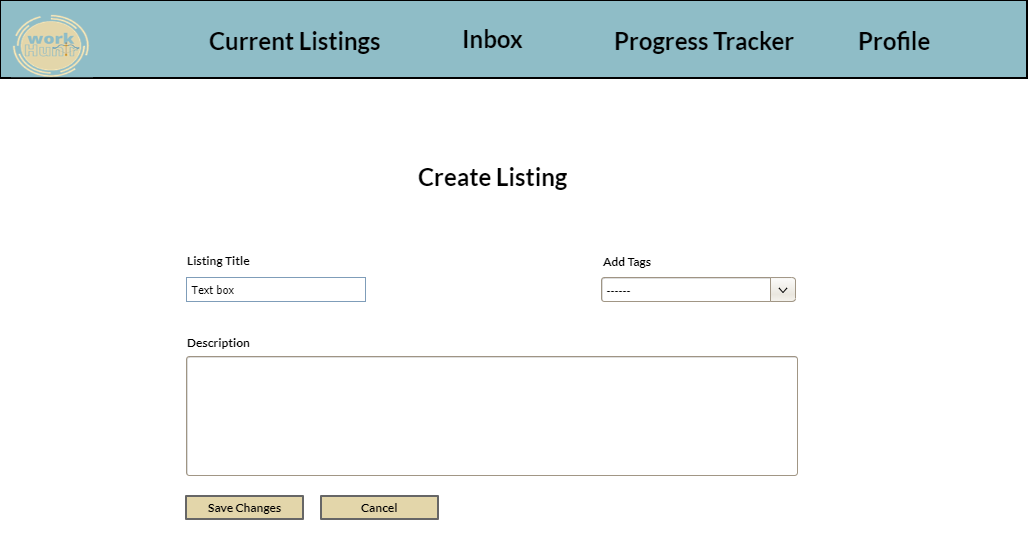 work
Hunt
Current Listings
Inbox
Progress Tracker
Profile
Create Listing
Listing Title
Add Tags
Text box
------
Description
Save Changes
Cancel